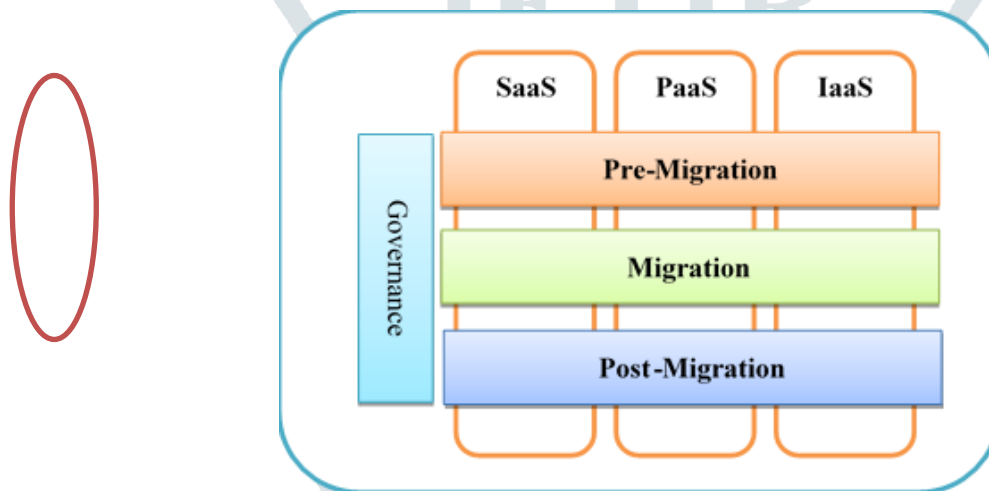 SaaS
PaaS
IaaS
Governance
Pre-Migration
Migration
Post-Migration